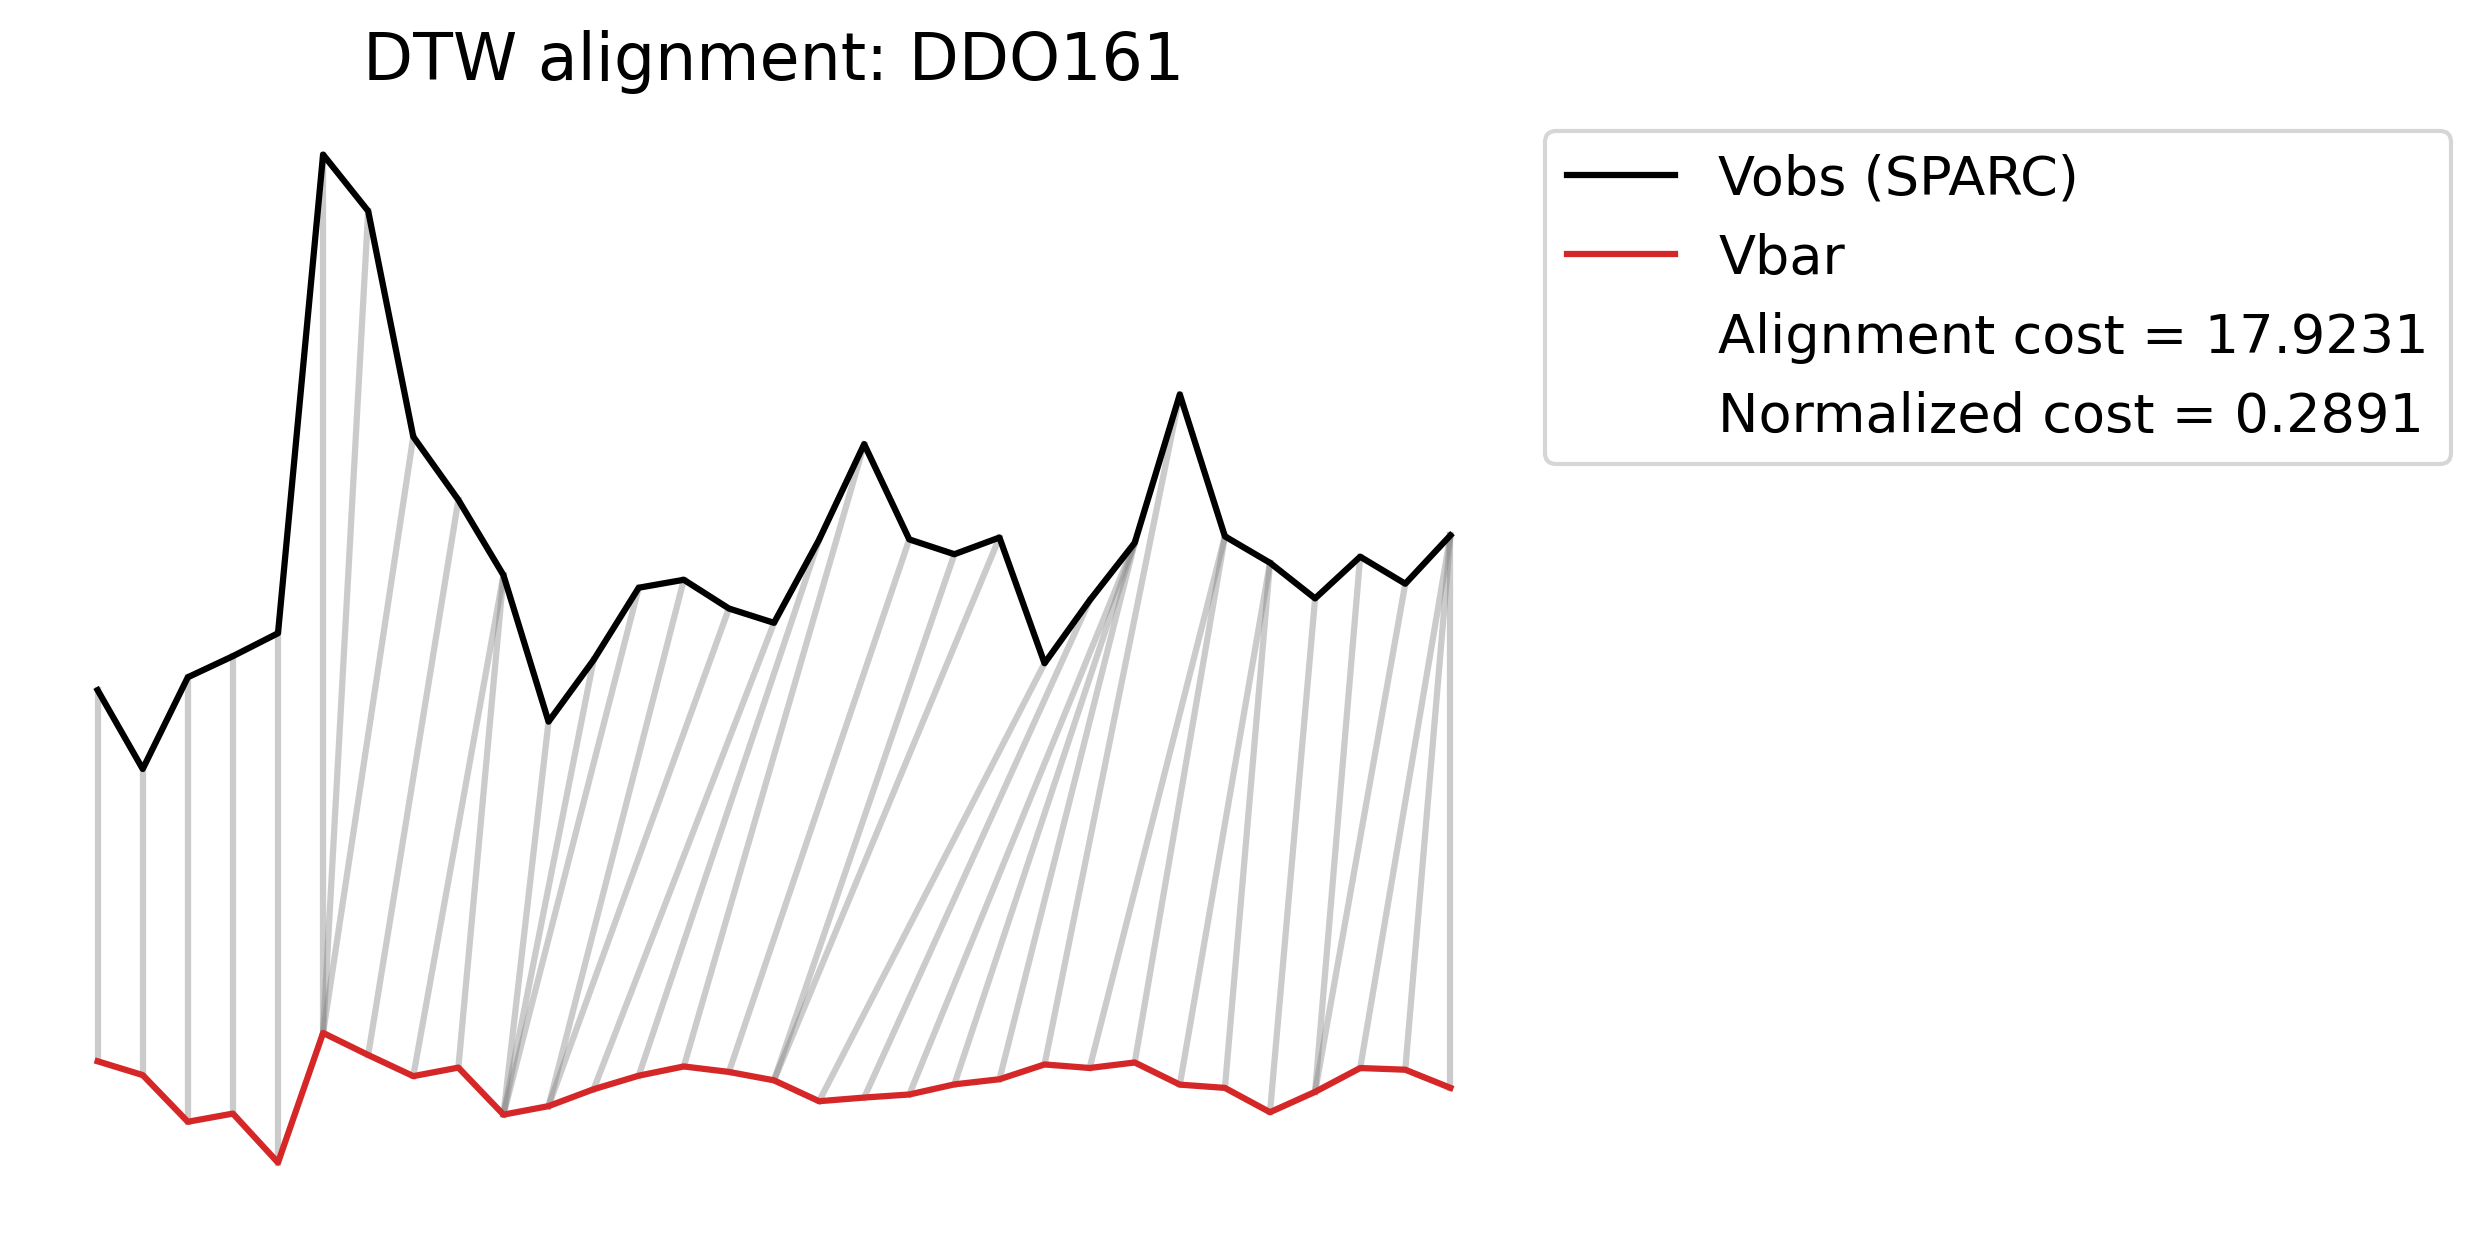 DTW alignment: DDO161
Vobs (SPARC)
Vbar
Alignment cost = 17.9231
Normalized cost = 0.2891